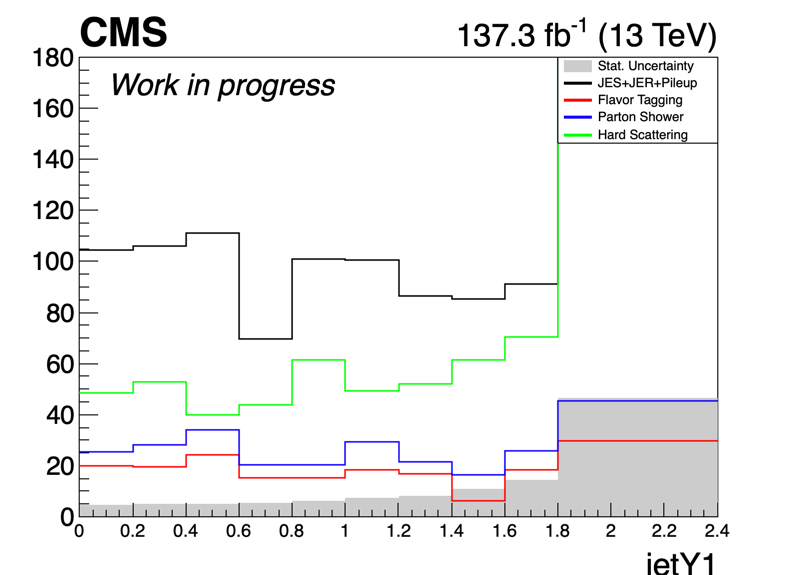 CMS
137.3 fb-1 (13 TeV)
Work in progress
Stat. Uncertainty
JES+JER+Pileup
Flavor Tagging
Parton Shower
Hard Scattering
180
160
140
120
100
80
60
40
20
0
0 0.2 0.4 0.6 0.8 1 1.2 1.4 1.6 1.8 2 2.2 2.4
jetY1